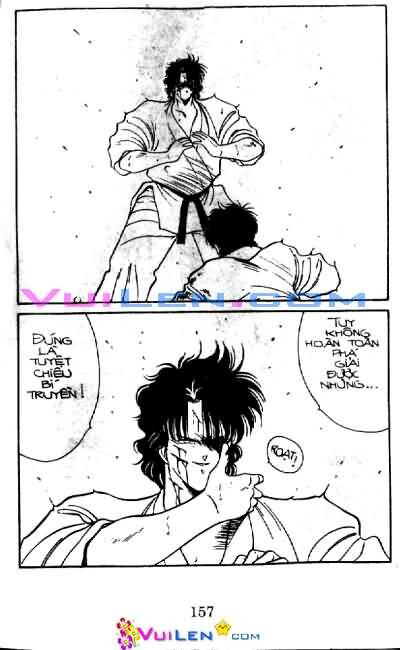 VuiLen.com
TUY
KHÔNG
HOÀN TOÀN
PHÁ
GIẢI
ĐƯỢC
NHƯNG...
ĐÚNG
LÀ
TUYỆT
CHIÊU
BÍ
TRUYỀN!
ROẠT!
157
VuiLen.com